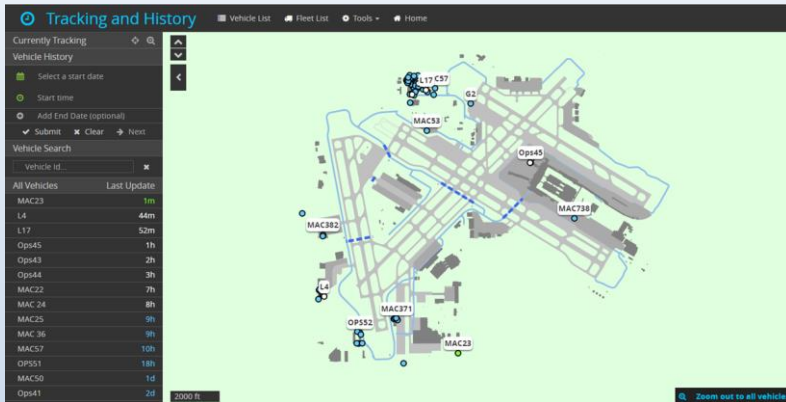 Tracking and History
Vehicle List
Fleet List
Tools
Home
Currently Tracking
Vehicle History
Select a start date
Start time
Add End Date (optional)
Submit Clear Next
Vehicle Search
Vehicle Id...
All Vehicles Last Update
MAC23 1m
L4 44m
L17 52m
Ops45 1h
Ops43 2h
Ops44 3h
MAC22 7h
MAC 24 8h
MAC25 9h
MAC 36 9h
MAC57 10h
OPS51 18h
MAC50 1d
Ops41 2d
L17
C57
G2
MAC53
Ops45
MAC738
MAC382
L4
MAC371
OPS52
MAC23
2000 ft
Zoom out to all vehicle